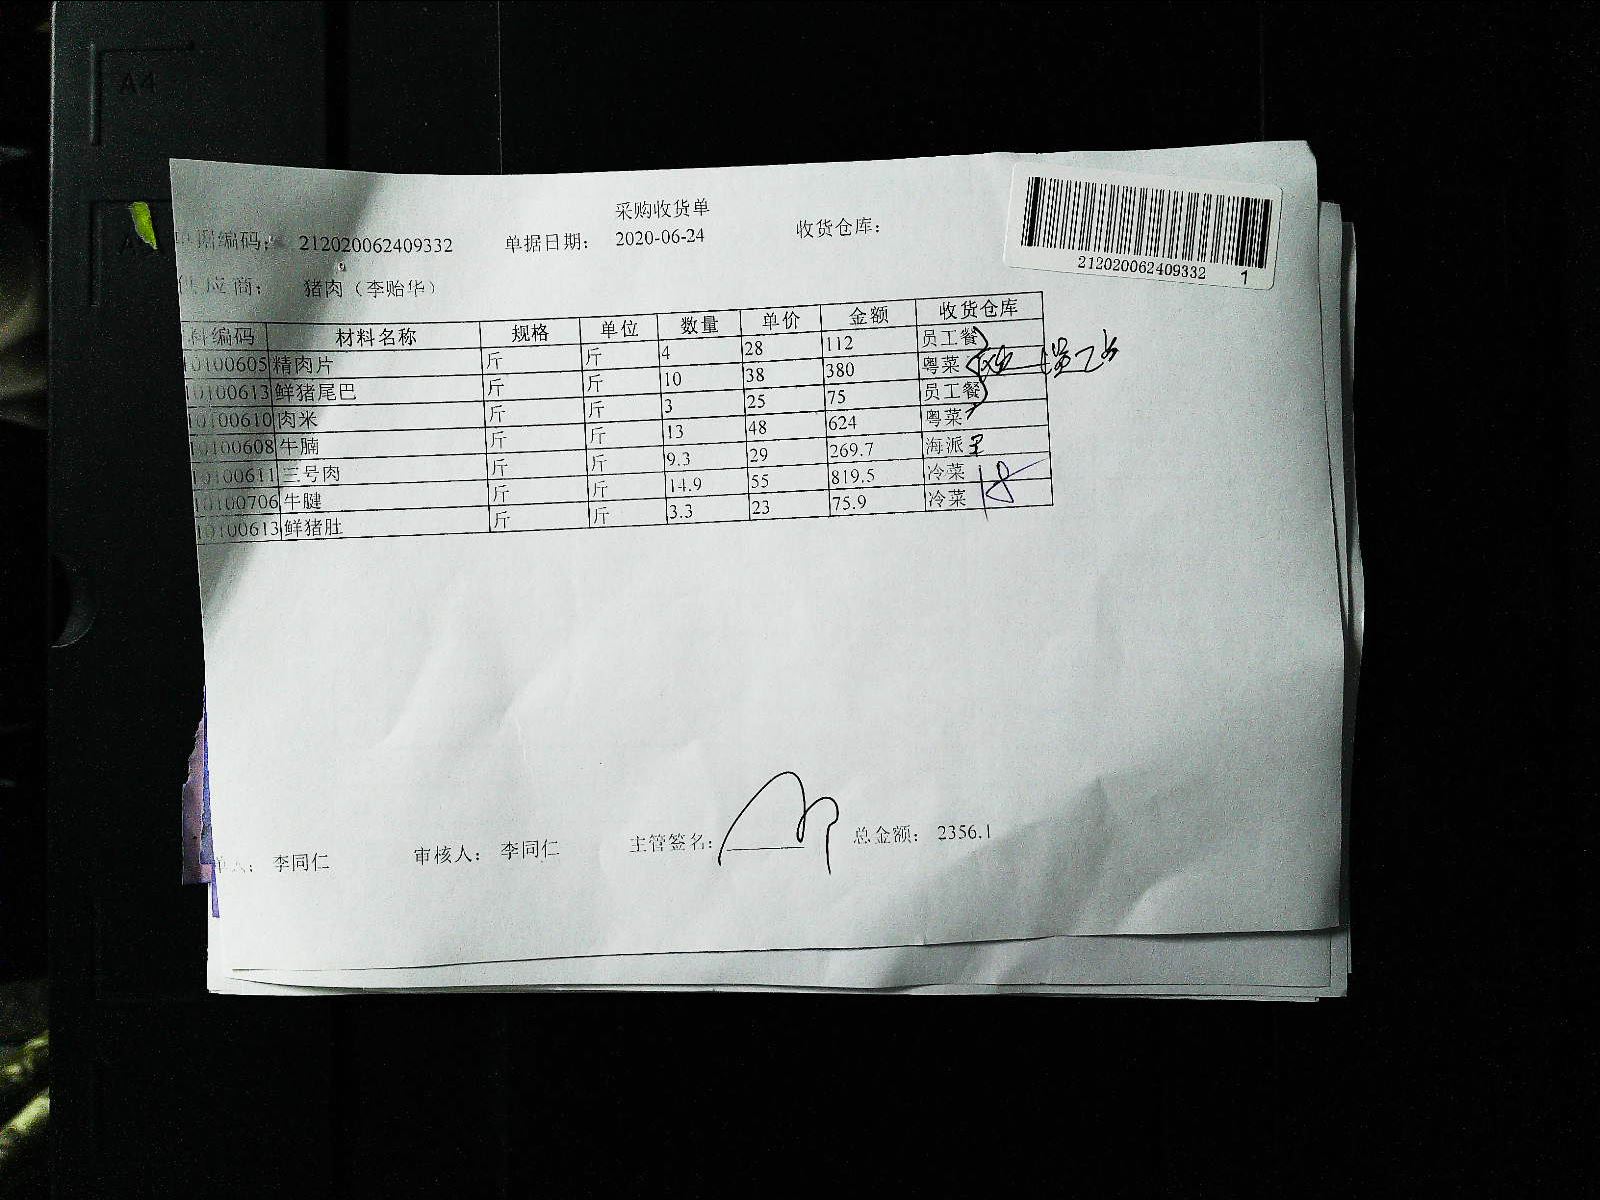 A4
采购收货单
单据编码: 212020062409332 单据日期: 2020-06-24 收货仓库:
212020062409332 1
供应商: 猪肉（李贻华）
料编码 材料名称 规格 单位 数量 单价 金额 收货仓库
10100605 精肉片 斤 斤 4 28 112 员工餐
10100613 鲜猪尾巴 斤 斤 10 38 380 粤菜
10100610 肉米 斤 斤 3 25 75 员工餐
10100608 牛腩 斤 斤 13 48 624 粤菜
10100611 三号肉 斤 斤 9.3 29 269.7 海派
10100706 牛腱 斤 斤 14.9 55 819.5 冷菜
10100613 鲜猪肚 斤 斤 3.3 23 75.9 冷菜
单人: 李同仁 审核人: 李同仁 主管签名: 总金额: 2356.1